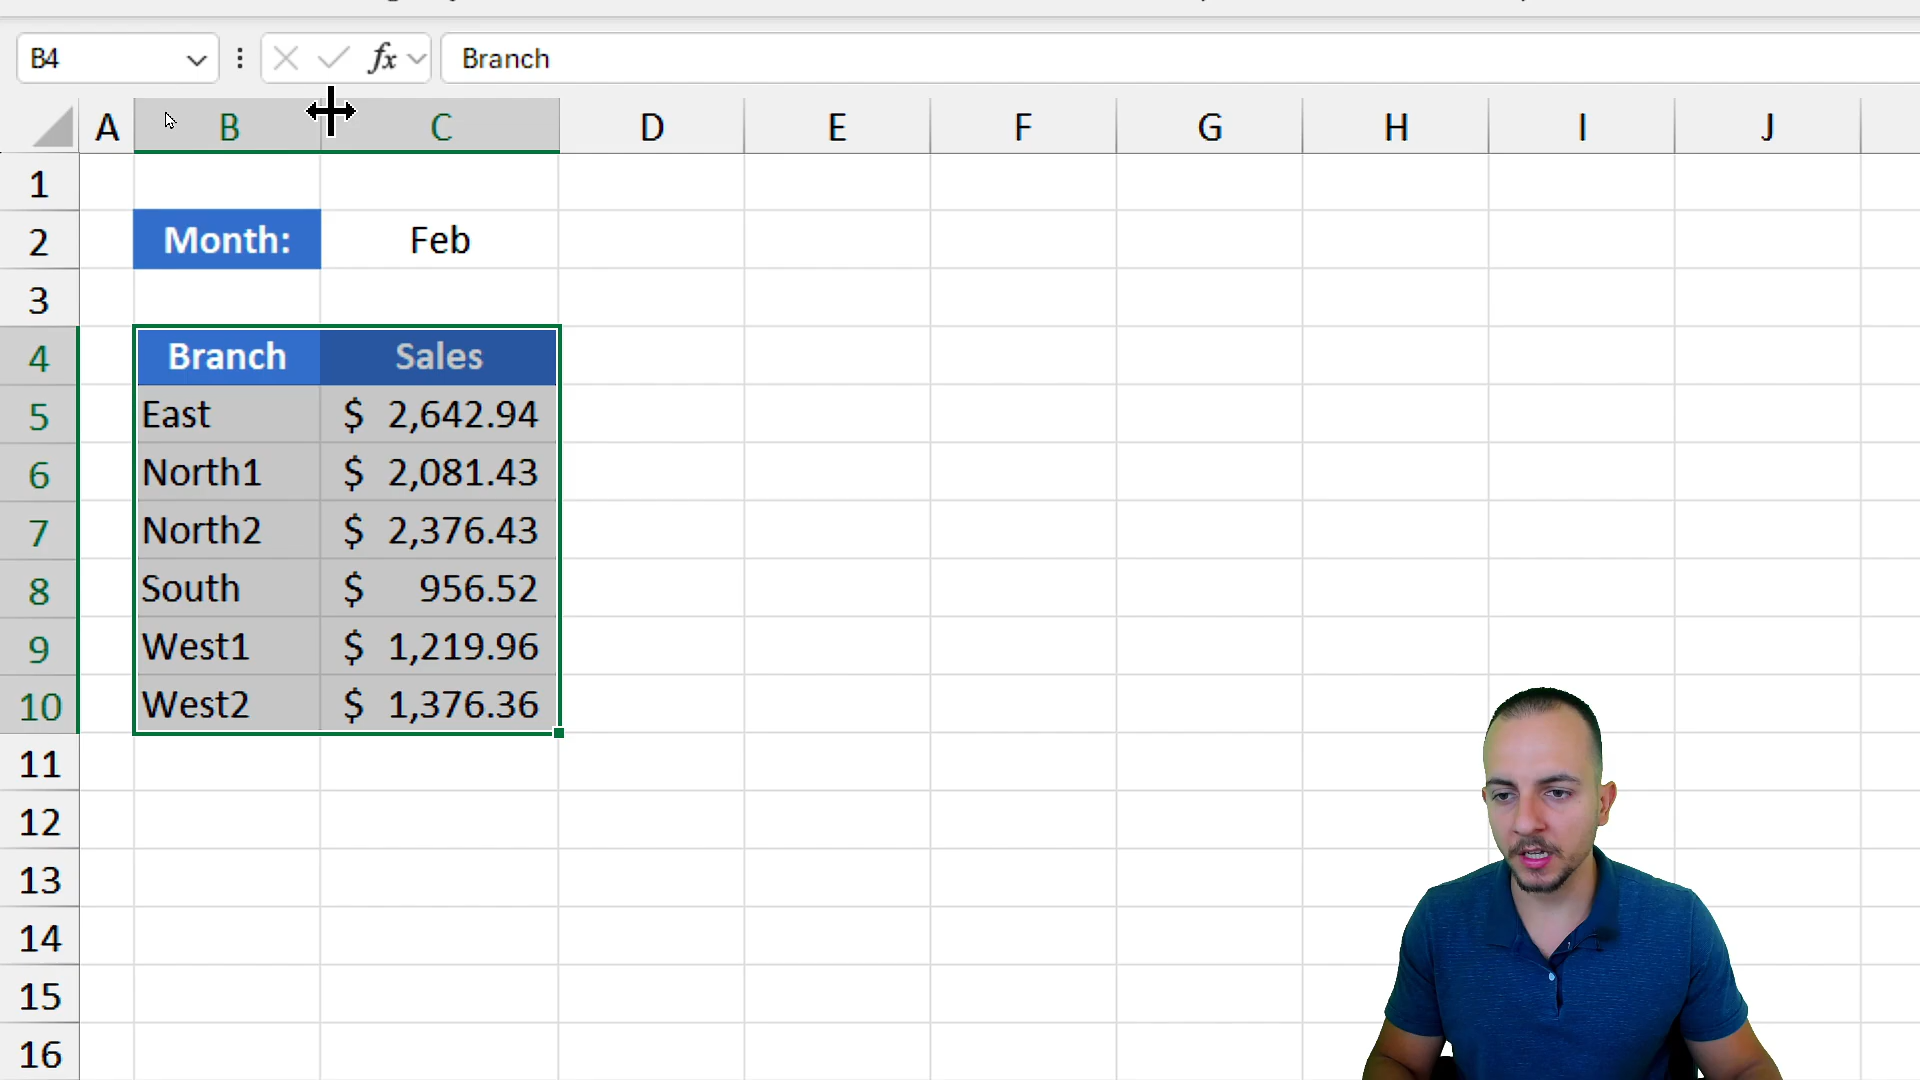 B4 fx Branch
A B C D E F G H I J
1
2 Month: Feb
3
4 Branch Sales
5 East $ 2,642.94
6 North1 $ 2,081.43
7 North2 $ 2,376.43
8 South $ 956.52
9 West1 $ 1,219.96
10 West2 $ 1,376.36
11
12
13
14
15
16